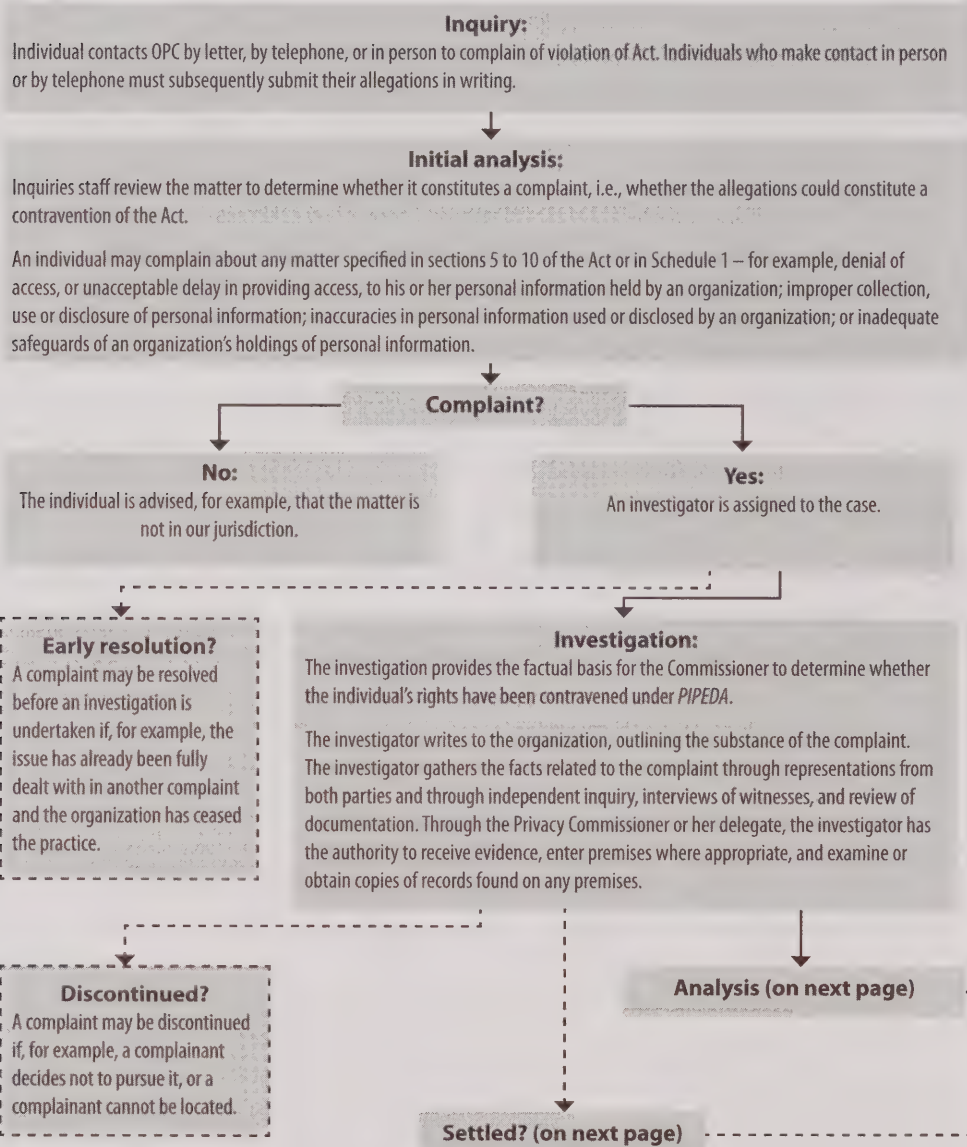 Inquiry:
Individual contacts OPC by letter, by telephone, or in person to complain of violation of Act. Individuals who make contact in person
or by telephone must subsequently submit their allegations in writing.
Initial analysis:
Inquiries staff review the matter to determine whether it constitutes a complaint, i.e., whether the allegations could constitute a
contravention of the Act.
An individual may complain about any matter specified in sections 5 to 10 of the Act or in Schedule 1 – for example, denial of
access, or unacceptable delay in providing access, to his or her personal information held by an organization; improper collection,
use or disclosure of personal information; inaccuracies in personal information used or disclosed by an organization; or inadequate
safeguards of an organization's holdings of personal information.
Complaint?
No:
The individual is advised, for example, that the matter is
not in our jurisdiction.
Yes:
An investigator is assigned to the case.
Early resolution?
A complaint may be resolved
before an investigation is
undertaken if, for example, the
issue has already been fully
dealt with in another complaint
and the organization has ceased
the practice.
Investigation:
The investigation provides the factual basis for the Commissioner to determine whether
the individual's rights have been contravened under PIPEDA.
The investigator writes to the organization, outlining the substance of the complaint.
The investigator gathers the facts related to the complaint through representations from
both parties and through independent inquiry, interviews of witnesses, and review of
documentation. Through the Privacy Commissioner or her delegate, the investigator has
the authority to receive evidence, enter premises where appropriate, and examine or
obtain copies of records found on any premises.
Discontinued?
A complaint may be discontinued
if, for example, a complainant
decides not to pursue it, or a
complainant cannot be located.
Analysis (on next page)
Settled? (on next page)